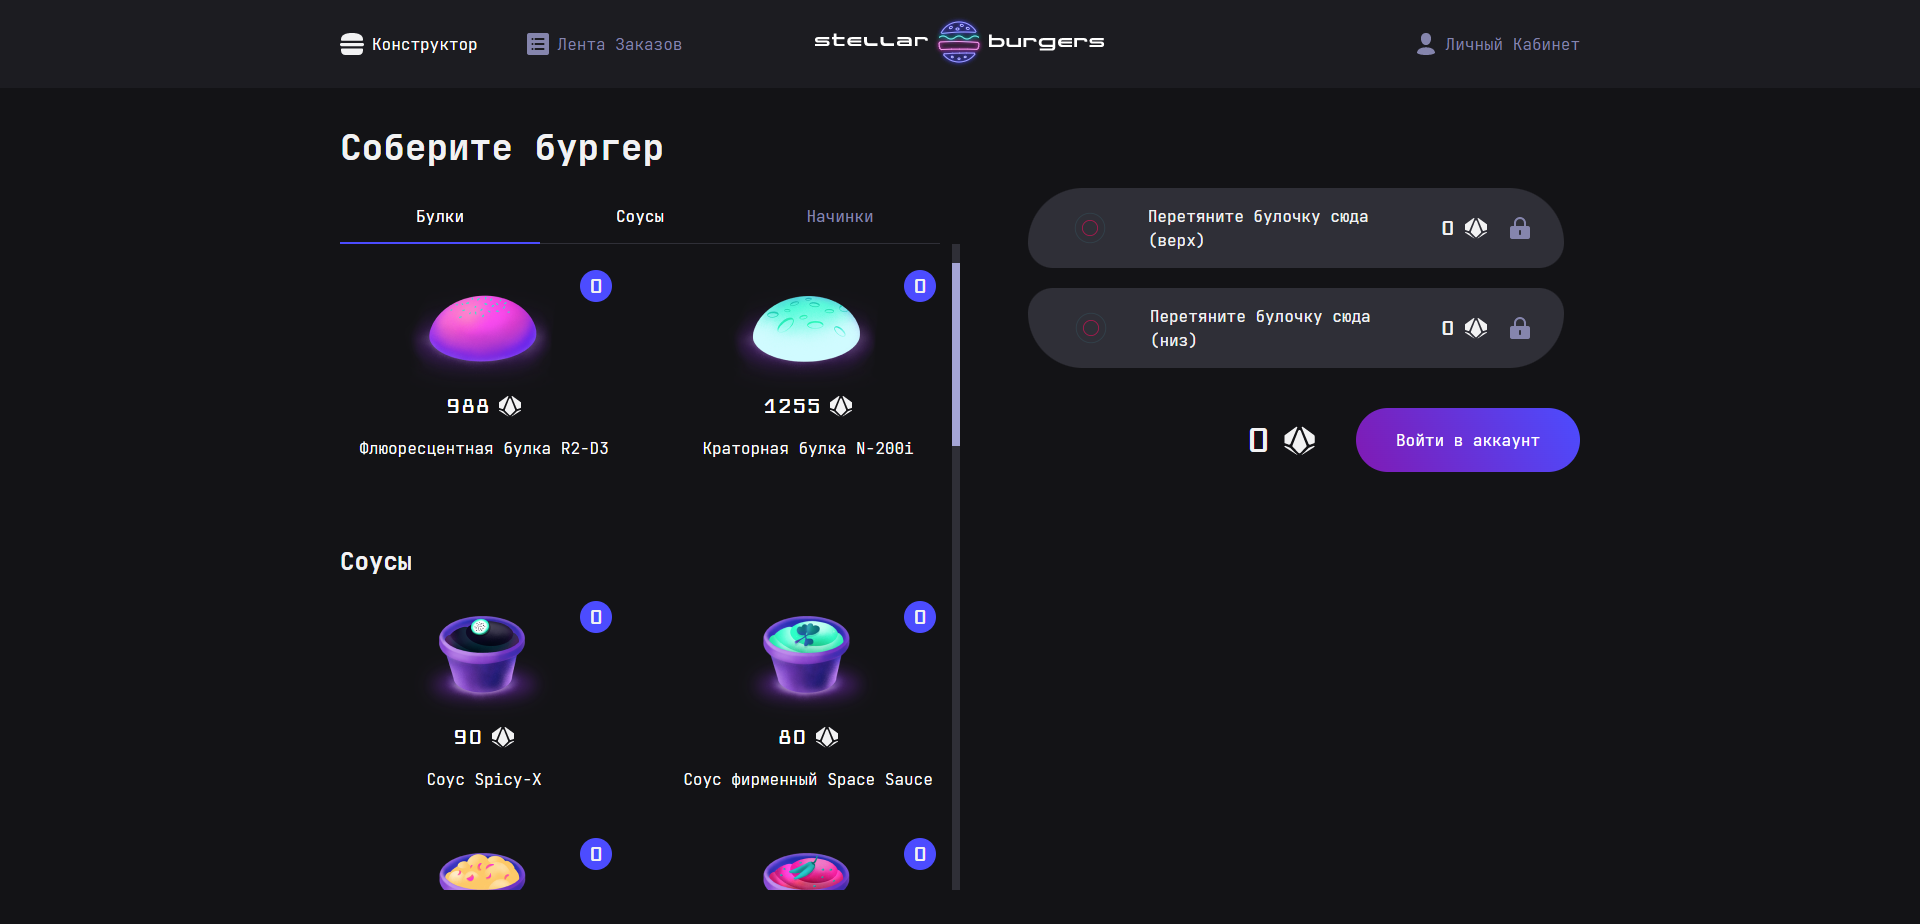 Конструктор
Лента Заказов
stellar burgers
Личный Кабинет
Соберите бургер
Булки
Соусы
Начинки
0
0
988
1255
Флюоресцентная булка R2-D3
Краторная булка N-200i
Соусы
0
0
90
80
Соус Spicy-X
Соус фирменный Space Sauce
0
0
Перетяните булочку сюда
(верх)
0
Перетяните булочку сюда
(низ)
0
0
Войти в аккаунт